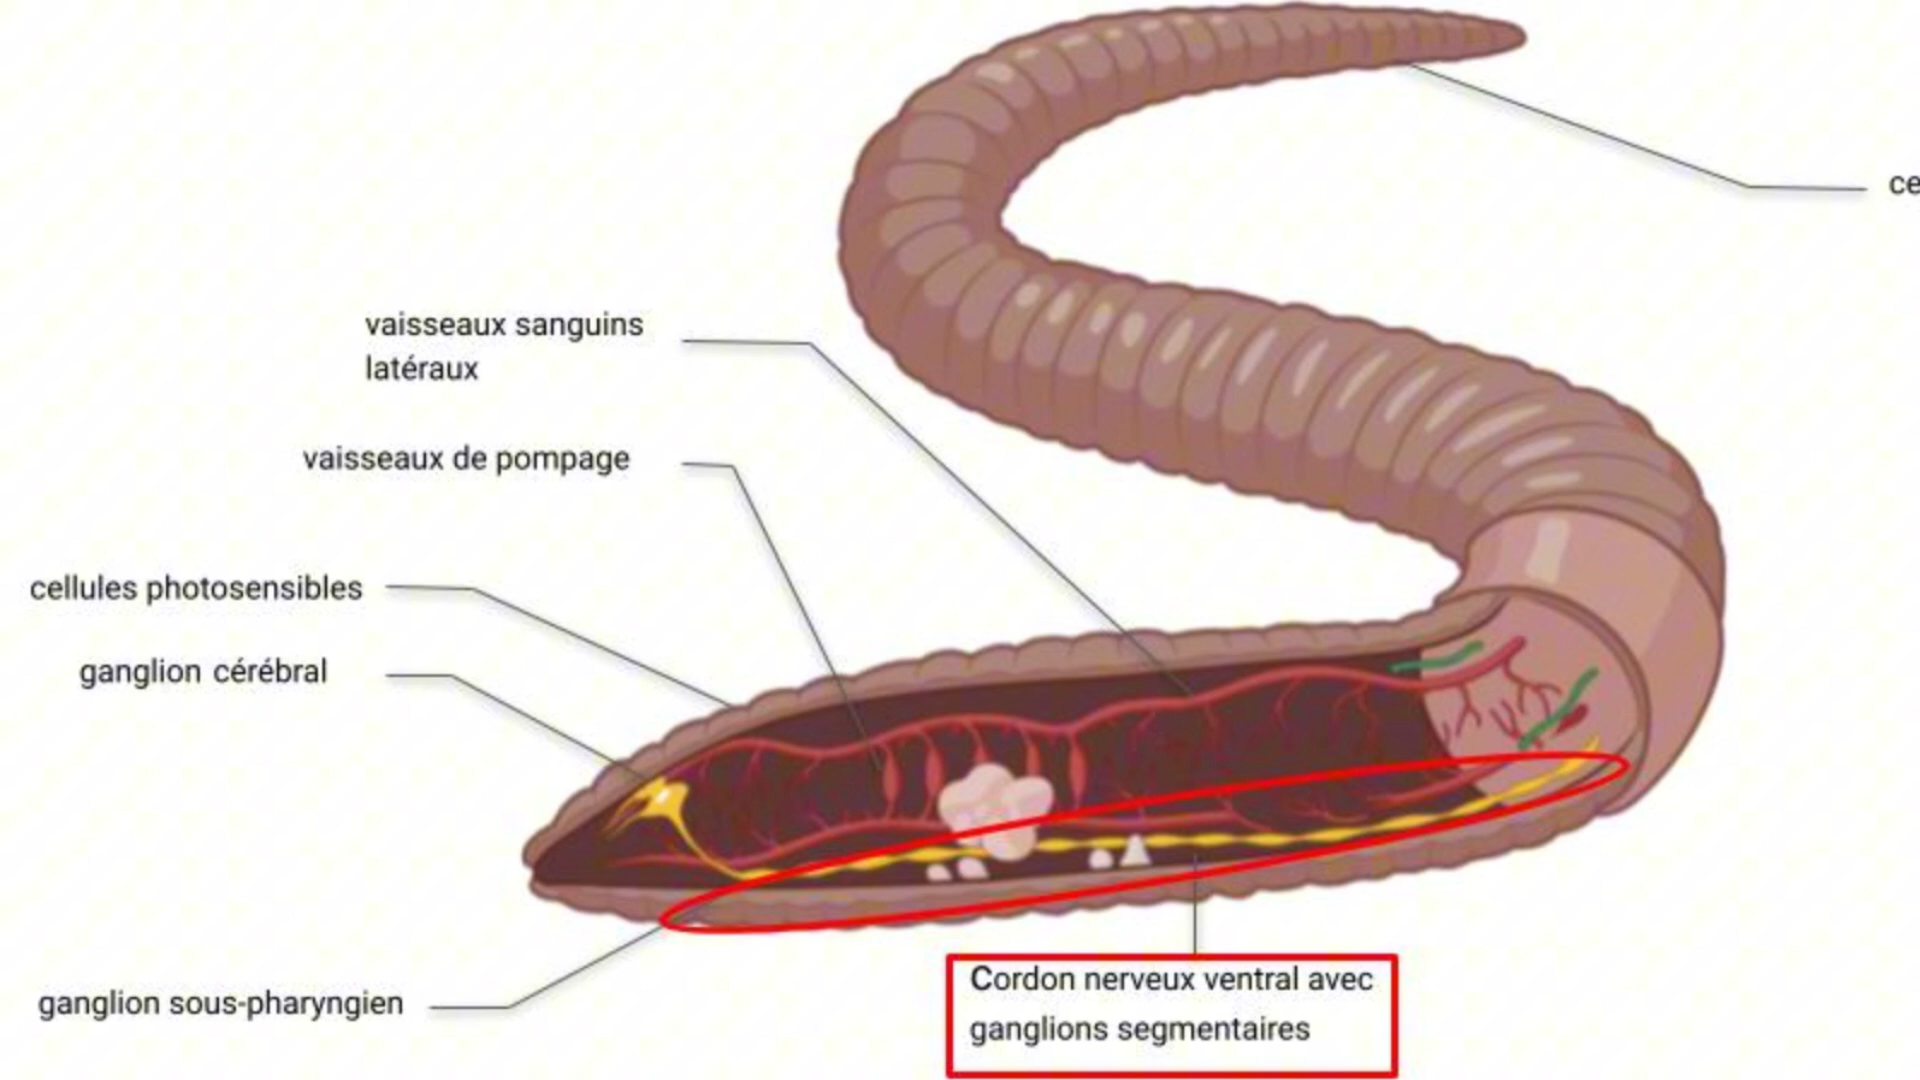 ce
vaisseaux sanguins
latéraux
vaisseaux de pompage
cellules photosensibles
ganglion cérébral
ganglion sous-pharyngien
Cordon nerveux ventral avec
ganglions segmentaires